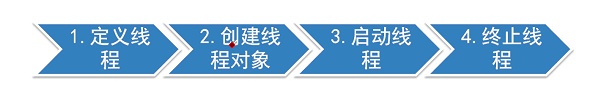 1. 定义线
程
2. 创建线
程对象
3. 启动线
程
4. 终止线
程